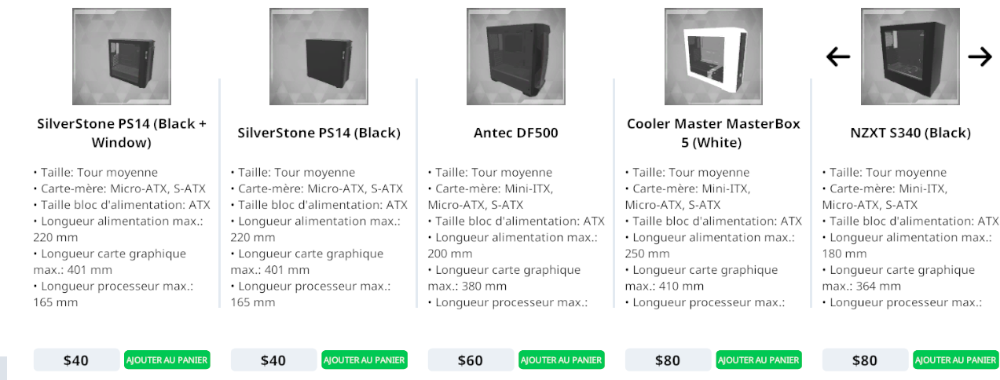 SilverStone PS14 (Black +
Window)
• Taille: Tour moyenne
• Carte-mère: Micro-ATX, S-ATX
• Taille bloc d'alimentation: ATX
• Longueur alimentation max.:
220 mm
• Longueur carte graphique
max.: 401 mm
• Longueur processeur max.:
165 mm
$40
AJOUTER AU PANIER
SilverStone PS14 (Black)
• Taille: Tour moyenne
• Carte-mère: Micro-ATX, S-ATX
• Taille bloc d'alimentation: ATX
• Longueur alimentation max.:
220 mm
• Longueur carte graphique
max.: 401 mm
• Longueur processeur max.:
165 mm
$40
AJOUTER AU PANIER
Antec DF500
• Taille: Tour moyenne
• Carte-mère: Mini-ITX,
Micro-ATX, S-ATX
• Taille bloc d'alimentation: ATX
• Longueur alimentation max.:
200 mm
• Longueur carte graphique
max.: 380 mm
• Longueur processeur max.:
$60
AJOUTER AU PANIER
Cooler Master MasterBox
5 (White)
• Taille: Tour moyenne
• Carte-mère: Mini-ITX,
Micro-ATX, S-ATX
• Taille bloc d'alimentation: ATX
• Longueur alimentation max.:
250 mm
• Longueur carte graphique
max.: 410 mm
• Longueur processeur max.:
$80
AJOUTER AU PANIER
NZXT S340 (Black)
• Taille: Tour moyenne
• Carte-mère: Mini-ITX,
Micro-ATX, S-ATX
• Taille bloc d'alimentation: ATX
• Longueur alimentation max.:
180 mm
• Longueur carte graphique
max.: 364 mm
• Longueur processeur max.:
$80
AJOUTER AU PANIER